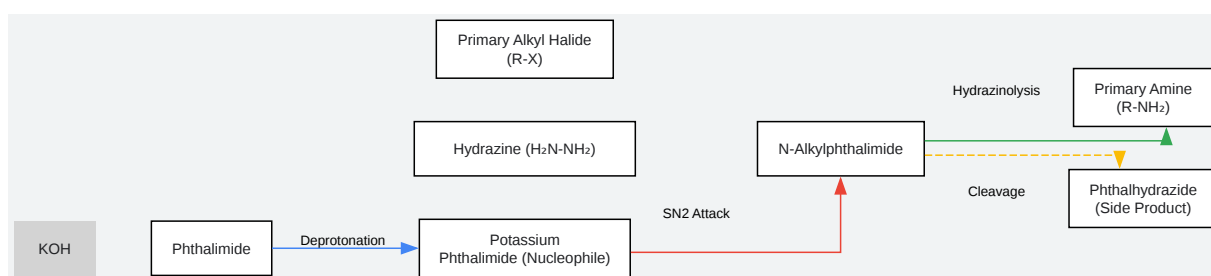 Primary Alkyl Halide
(R-X)
Hydrazinolysis
Primary Amine
(R-NH₂)
Hydrazine (H₂N-NH₂)
N-Alkylphthalimide
Cleavage
Phthalhydrazide
(Side Product)
KOH
Phthalimide
Deprotonation
Potassium
Phthalimide (Nucleophile)
SN2 Attack